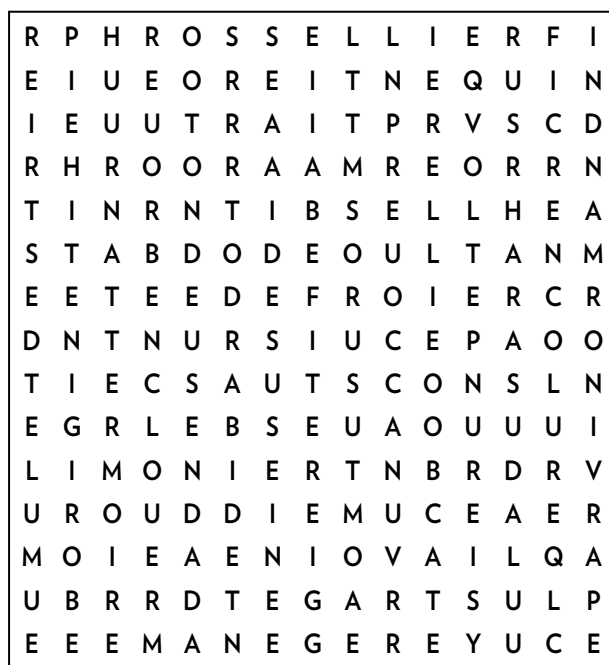 R P H R O S S E L L I E R F I
E I U E O R E I T N E Q U I N
I E U U T R A I T P R V S C D
R H R O O R A A M R E O R R N
T I N R N T I B S E L L H E A
S T A B D O D E O U L T A N M
E E T E E D E F R O I E R C R
D N T N U R S I U C E P A O O
T I E C S A U T S C O N S L N
E G R L E B S E U A O U U U I
L I M O N I E R T N B R D R V
U R O U D D I E M U C E A E R
M O I E A E N I O V A I L Q A
U B R R D T E G A R T S U L P
E E E M A N E G E R E Y U C E